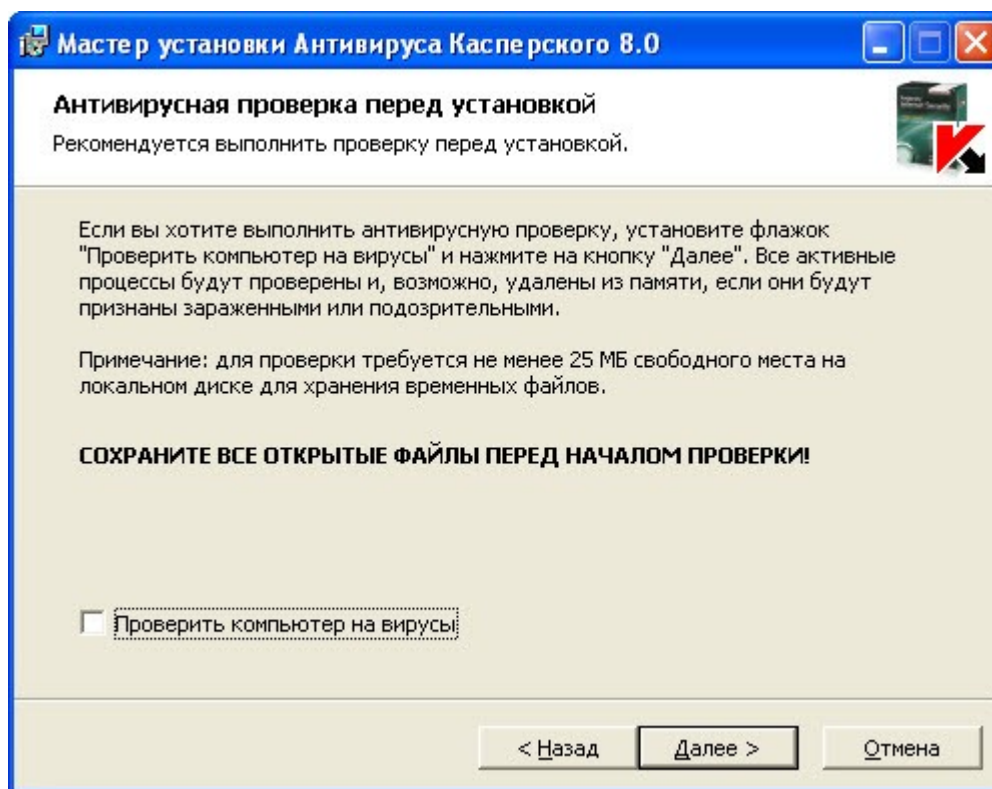 Мастер установки Антивируса Касперского 8.0
Антивирусная проверка перед установкой
Рекомендуется выполнить проверку перед установкой.
Если вы хотите выполнить антивирусную проверку, установите флажок
"Проверить компьютер на вирусы" и нажмите на кнопку "Далее". Все активные
процессы будут проверены и, возможно, удалены из памяти, если они будут
признаны зараженными или подозрительными.
Примечание: для проверки требуется не менее 25 МБ свободного места на
локальном диске для хранения временных файлов.
СОХРАНИТЕ ВСЕ ОТКРЫТЫЕ ФАЙЛЫ ПЕРЕД НАЧАЛОМ ПРОВЕРКИ!
Проверить компьютер на вирусы
< Назад Далее > Отмена